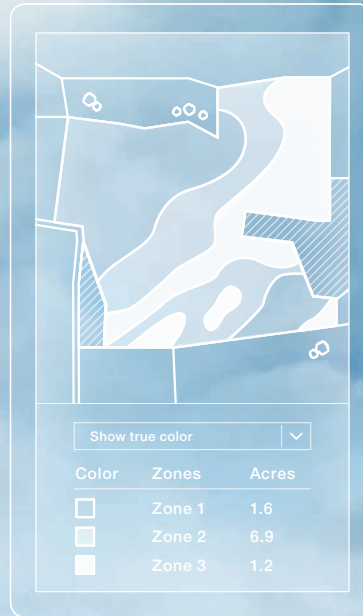 Show true color
Color Zones Acres
Zone 1 1.6
Zone 2 6.9
Zone 3 1.2